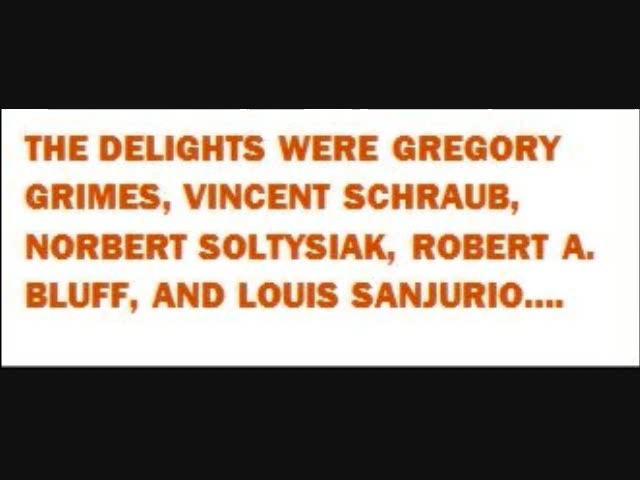 THE DELIGHTS WERE GREGORY
GRIMES, VINCENT SCHRAUB,
NORBERT SOLTYSIAK, ROBERT A.
BLUFF, AND LOUIS SANJURIO....